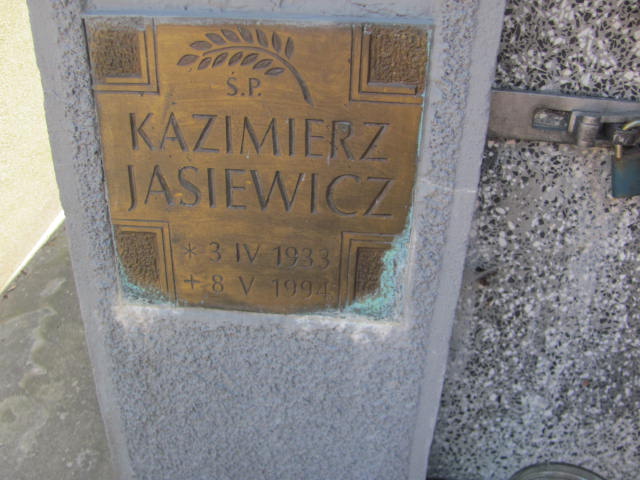 Ś.P.
KAZIMIERZ
JASIEWICZ
* 3 IV 1933
+ 8 V 1994